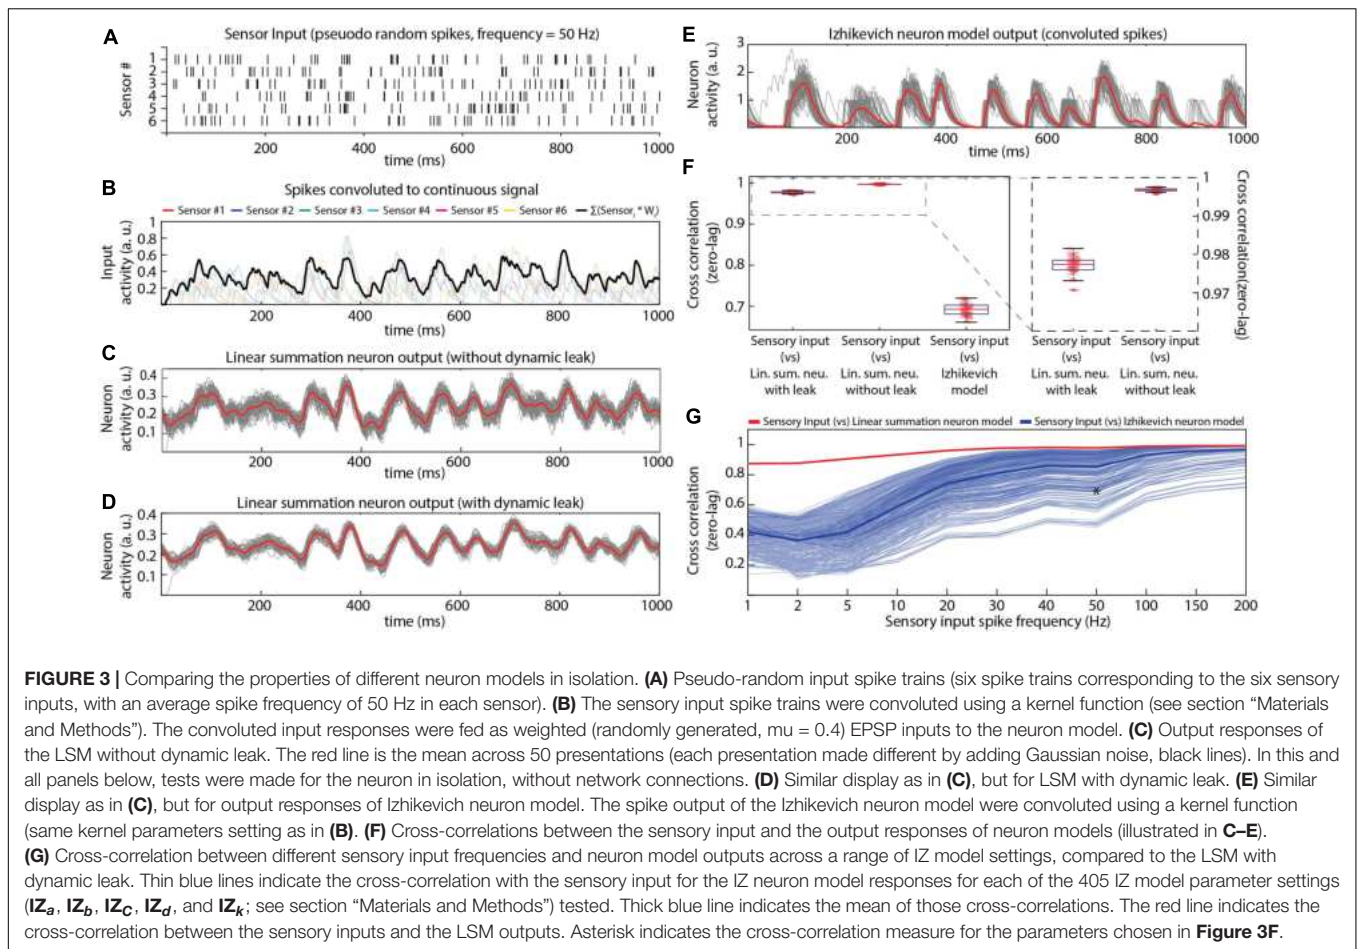 A
Sensor Input (pseudo random spikes, frequency = 50 Hz)
Sensor #
1
2
3
4
5
6
200 400 600 800 1000
time (ms)
B
Spikes convoluted to continuous signal
Sensor #1 Sensor #2 Sensor #3 Sensor #4 Sensor #5 Sensor #6 Σ(Sensori * Wi)
Input
activity (a. u.)
1
0.8
0.6
0.4
0.2
200 400 600 800 1000
time (ms)
C
Linear summation neuron output (without dynamic leak)
Neuron
activity (a. u.)
0.4
0.3
0.2
0.1
200 400 600 800 1000
time (ms)
D
Linear summation neuron output (with dynamic leak)
Neuron
activity (a. u.)
0.4
0.3
0.2
0.1
200 400 600 800 1000
time (ms)
E
Izhikevich neuron model output (convoluted spikes)
Neuron
activity (a. u.)
3
2
1
200 400 600 800 1000
time (ms)
F
Cross correlation
(zero-lag)
1
0.9
0.8
0.7
Sensory input
(vs)
Lin. sum. neu.
with leak
Sensory input
(vs)
Lin. sum. neu.
without leak
Sensory input
(vs)
Izhikevich
model
Sensory input
(vs)
Lin. sum. neu.
with leak
Sensory input
(vs)
Lin. sum. neu.
without leak
1
0.99
0.98
0.97
Cross correlation(zero-lag)
G
Sensory Input (vs) Linear summation neuron model Sensory Input (vs) Izhikevich neuron model
Cross correlation
(zero-lag)
1
0.8
0.6
0.4
0.2
*
1 2 5 10 20 30 40 50 100 150 200
Sensory input spike frequency (Hz)
FIGURE 3 | Comparing the properties of different neuron models in isolation. (A) Pseudo-random input spike trains (six spike trains corresponding to the six sensory
inputs, with an average spike frequency of 50 Hz in each sensor). (B) The sensory input spike trains were convoluted using a kernel function (see section “Materials
and Methods”). The convoluted input responses were fed as weighted (randomly generated, mu = 0.4) EPSP inputs to the neuron model. (C) Output responses of
the LSM without dynamic leak. The red line is the mean across 50 presentations (each presentation made different by adding Gaussian noise, black lines). In this and
all panels below, tests were made for the neuron in isolation, without network connections. (D) Similar display as in (C), but for LSM with dynamic leak. (E) Similar
display as in (C), but for output responses of Izhikevich neuron model. The spike output of the Izhikevich neuron model were convoluted using a kernel function
(same kernel parameters setting as in (B). (F) Cross-correlations between the sensory input and the output responses of neuron models (illustrated in C–E).
(G) Cross-correlation between different sensory input frequencies and neuron model outputs across a range of IZ model settings, compared to the LSM with
dynamic leak. Thin blue lines indicate the cross-correlation with the sensory input for the IZ neuron model responses for each of the 405 IZ model parameter settings
(IZa, IZb, IZC, IZd, and IZk; see section “Materials and Methods”) tested. Thick blue line indicates the mean of those cross-correlations. The red line indicates the
cross-correlation between the sensory inputs and the LSM outputs. Asterisk indicates the cross-correlation measure for the parameters chosen in Figure 3F.